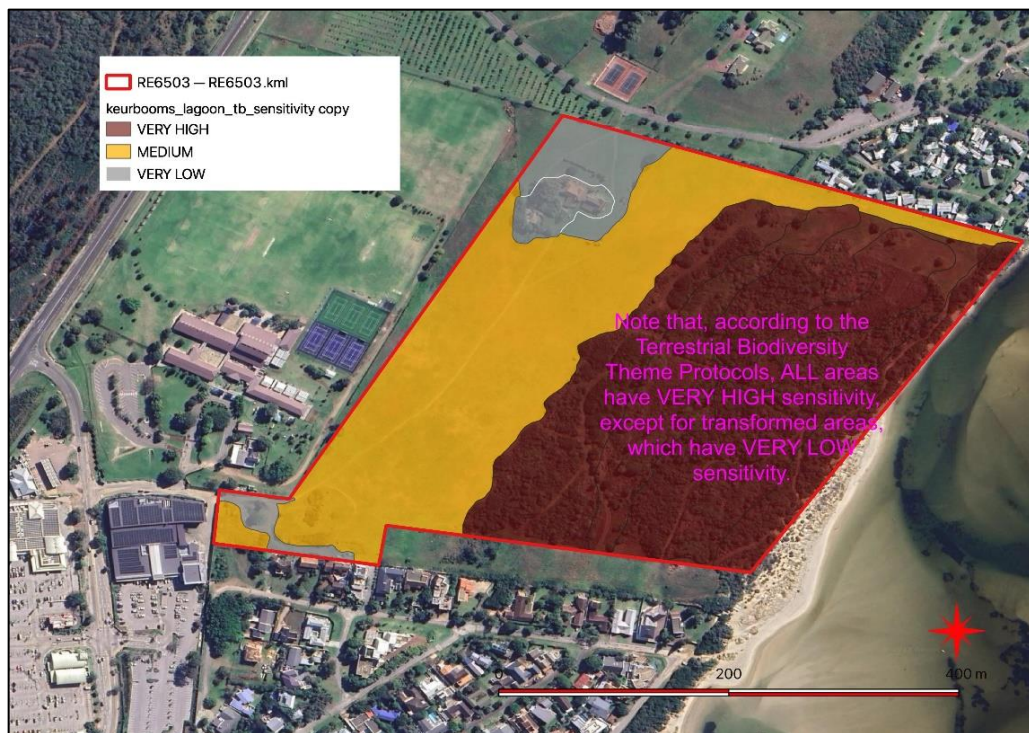 RE6503 — RE6503.kml
keurbooms_lagoon_tb_sensitivity copy
VERY HIGH
MEDIUM
VERY LOW
Note that, according to the
Terrestrial Biodiversity
Theme Protocols, ALL areas
have VERY HIGH sensitivity,
except for transformed areas,
which have VERY LOW
sensitivity.
0 200 400 m